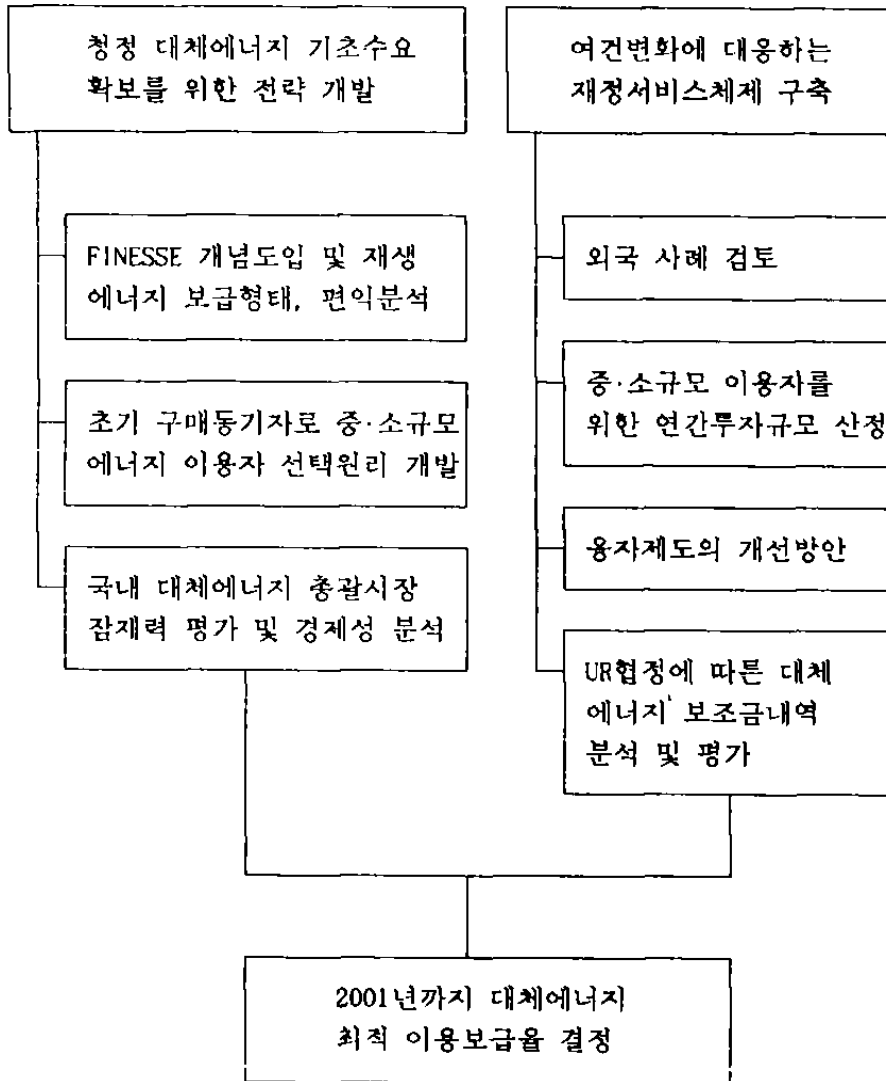 청정 대체에너지 기초수요
확보를 위한 전략 개발
FINESSE 개념도입 및 재생
에너지 보급형태, 편익분석
초기 구매동기자로 중·소규모
에너지 이용자 선택원리 개발
국내 대체에너지 총괄시장
잠재력 평가 및 경제성 분석
여건변화에 대응하는
재정서비스체제 구축
외국 사례 검토
중·소규모 이용자를
위한 연간투자규모 산정
융자제도의 개선방안
UR협정에 따른 대체
에너지 보조금내역
분석 및 평가
2001년까지 대체에너지
최적 이용보급율 결정